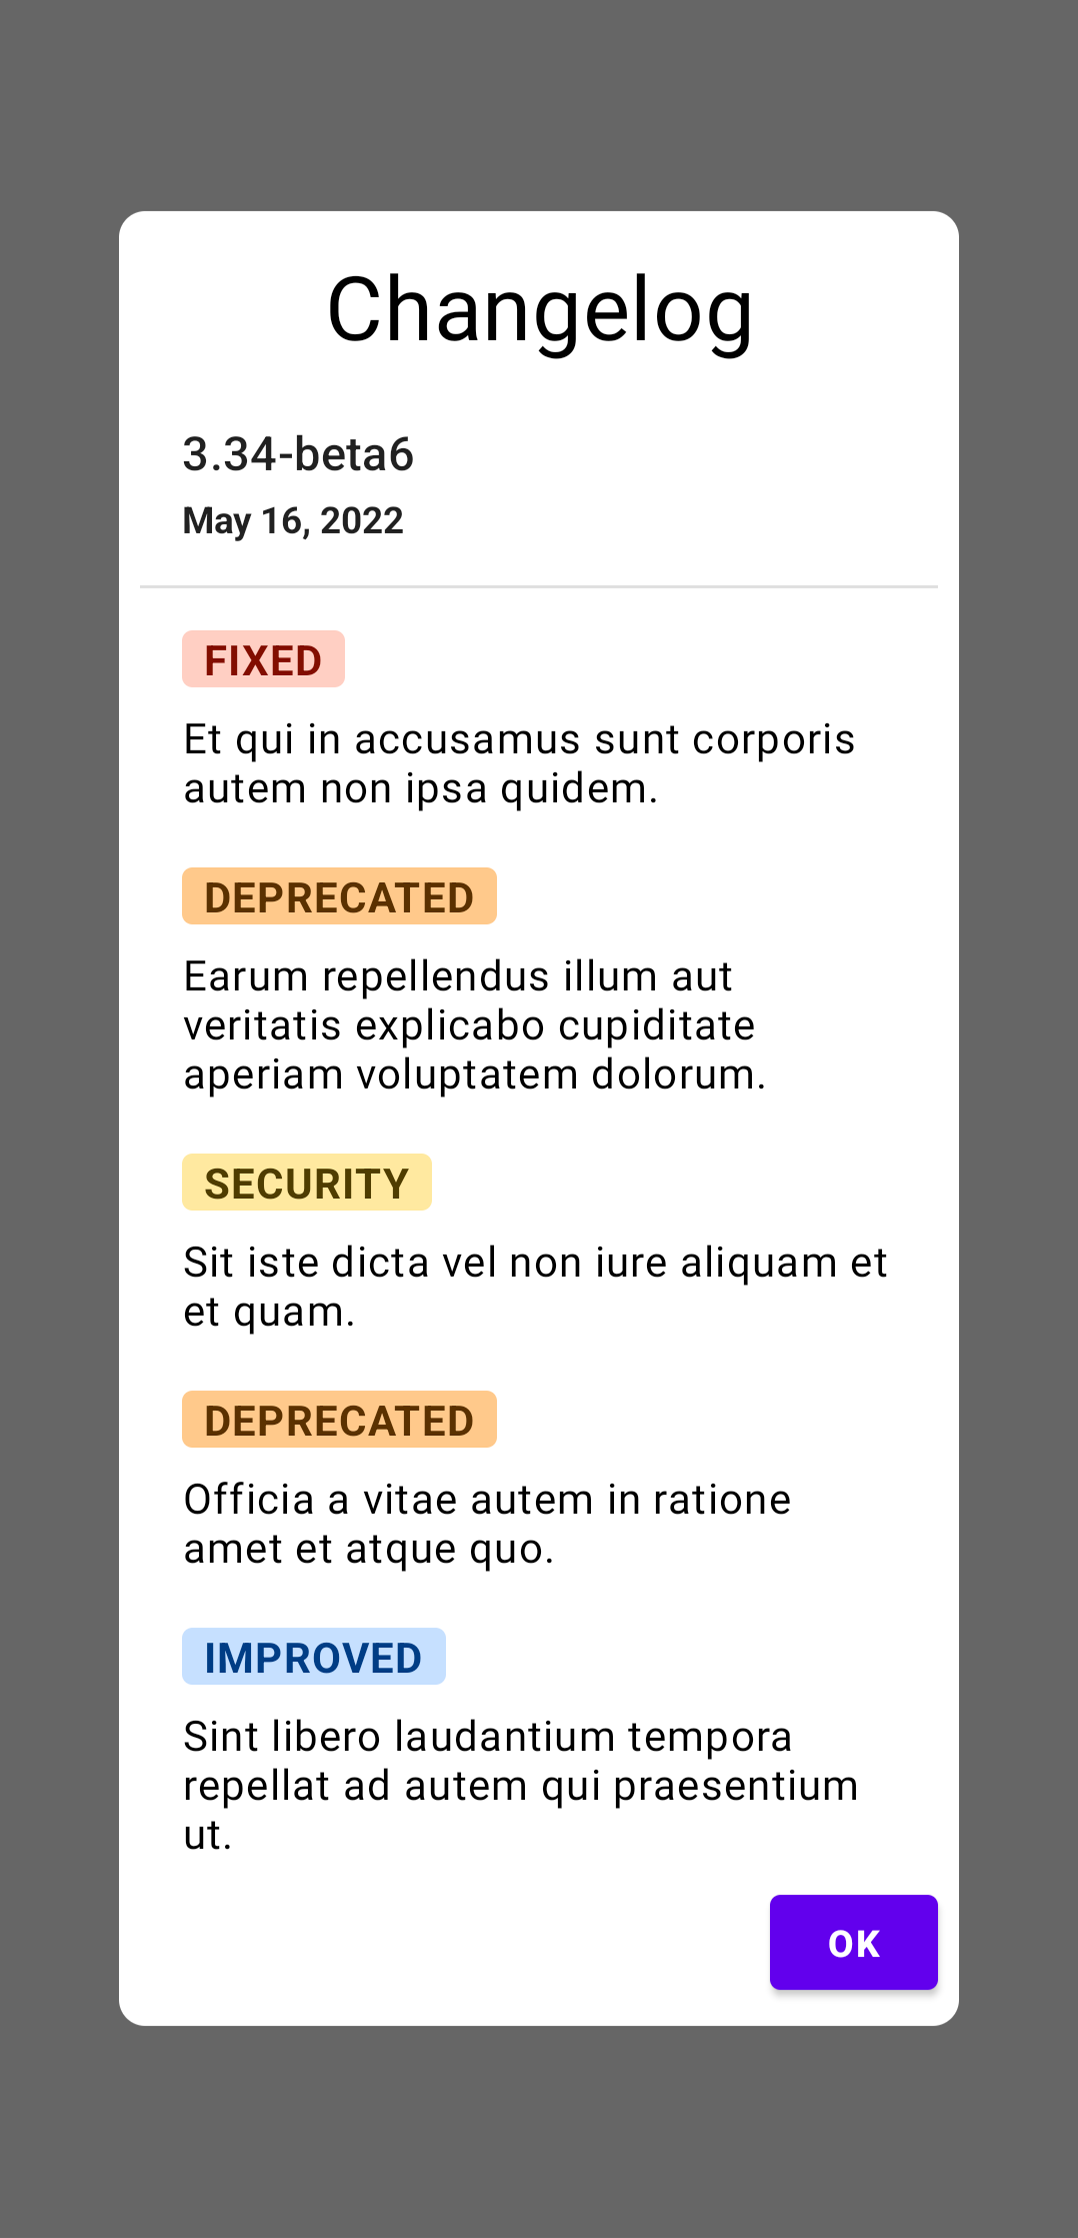 Changelog
3.34-beta6
May 16, 2022
FIXED
Et qui in accusamus sunt corporis
autem non ipsa quidem.
DEPRECATED
Earum repellendus illum aut
veritatis explicabo cupiditate
aperiam voluptatem dolorum.
SECURITY
Sit iste dicta vel non iure aliquam et
et quam.
DEPRECATED
Officia a vitae autem in ratione
amet et atque quo.
IMPROVED
Sint libero laudantium tempora
repellat ad autem qui praesentium
ut.
OK